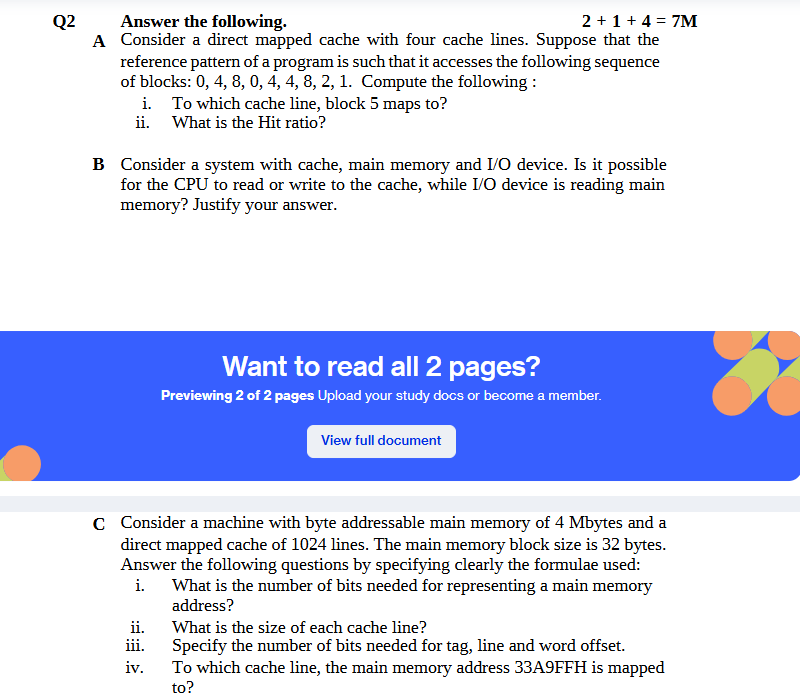 Q2 Answer the following. 2 + 1 + 4 = 7M
A Consider a direct mapped cache with four cache lines. Suppose that the
reference pattern of a program is such that it accesses the following sequence
of blocks: 0, 4, 8, 0, 4, 4, 8, 2, 1. Compute the following :
i. To which cache line, block 5 maps to?
ii. What is the Hit ratio?
B Consider a system with cache, main memory and I/O device. Is it possible
for the CPU to read or write to the cache, while I/O device is reading main
memory? Justify your answer.
Want to read all 2 pages?
Previewing 2 of 2 pages Upload your study docs or become a member.
View full document
C Consider a machine with byte addressable main memory of 4 Mbytes and a
direct mapped cache of 1024 lines. The main memory block size is 32 bytes.
Answer the following questions by specifying clearly the formulae used:
i. What is the number of bits needed for representing a main memory
address?
ii. What is the size of each cache line?
iii. Specify the number of bits needed for tag, line and word offset.
iv. To which cache line, the main memory address 33A9FFH is mapped
to?